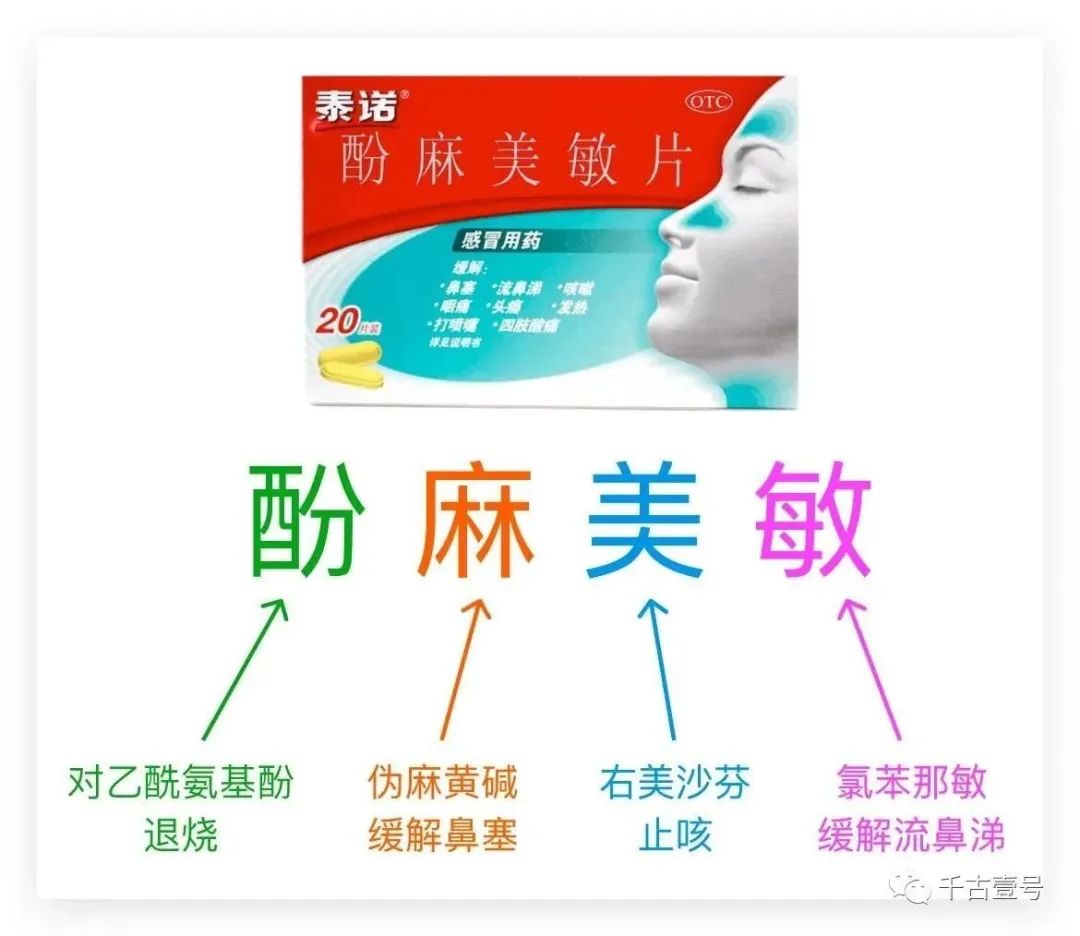 泰诺®
OTC
酚麻美敏片
感冒用药
缓解：
·鼻塞 ·流鼻涕 ·咳嗽
·咽痛 ·头痛 ·发热
·打喷嚏 ·四肢酸痛
详见说明书
20片装
酚 麻 美 敏
对乙酰氨基酚 伪麻黄碱 右美沙芬 氯苯那敏
退烧 缓解鼻塞 止咳 缓解流鼻涕
千古壹号